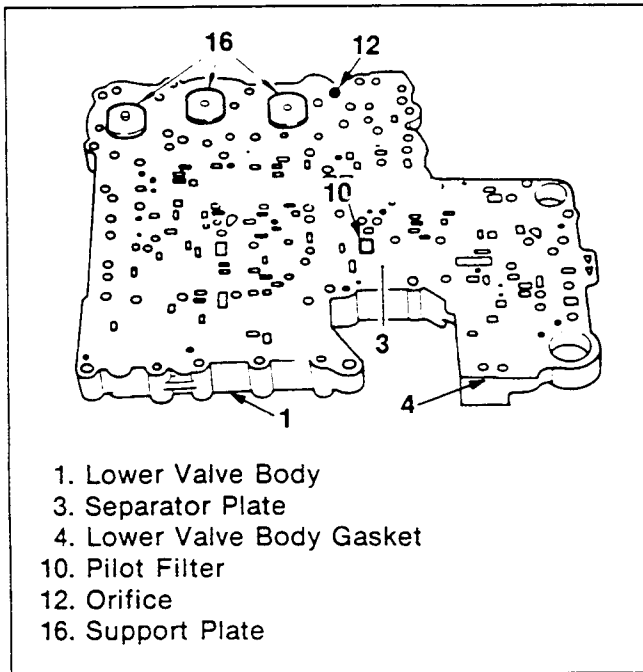 16
12
10
3
1
4
1. Lower Valve Body
3. Separator Plate
4. Lower Valve Body Gasket
10. Pilot Filter
12. Orifice
16. Support Plate